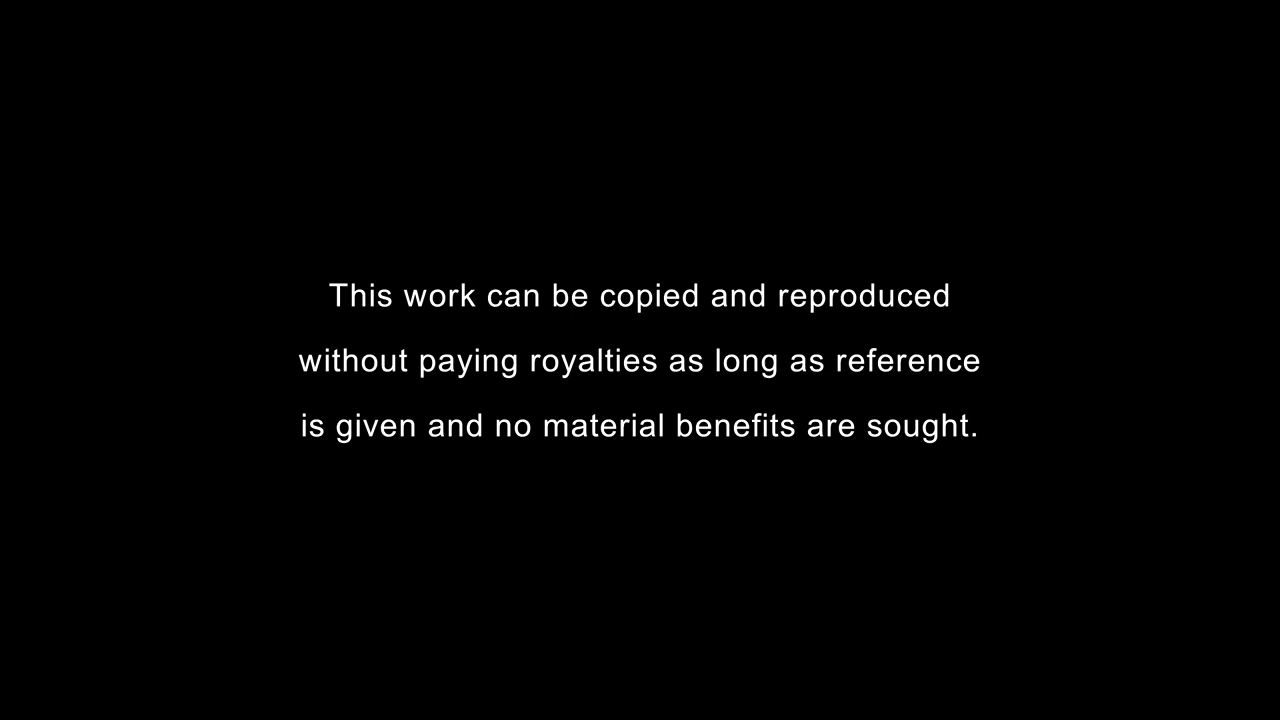 This work can be copied and reproduced
without paying royalties as long as reference
is given and no material benefits are sought.